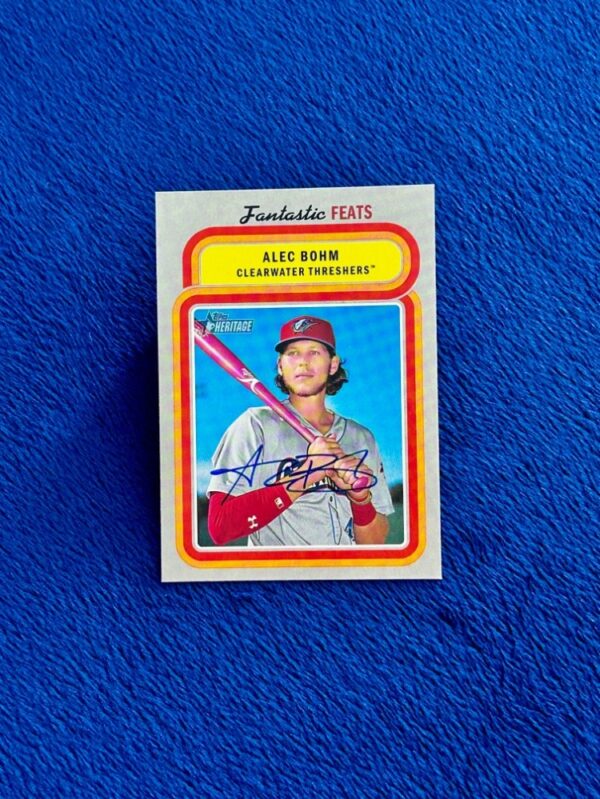 Fantastic FEATS
ALEC BOHM
CLEARWATER THRESHERS™
Topps
HERITAGE